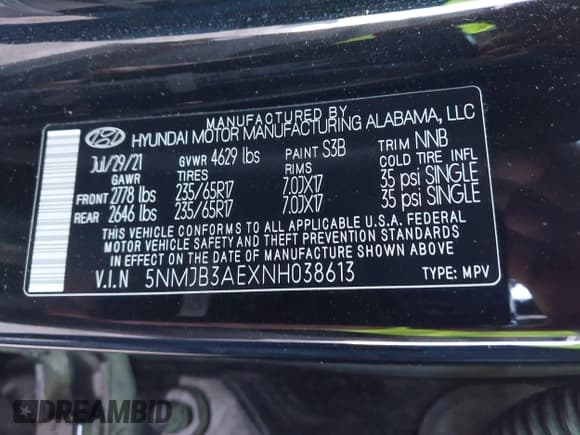 MANUFACTURED BY
HYUNDAI MOTOR MANUFACTURING ALABAMA, LLC
Jul/29/21 GVWR 4629 lbs PAINT S3B TRIM NNB
GAWR TIRES RIMS COLD TIRE INFL
FRONT 2778 lbs 235/65R17 7.0JX17 35 psi SINGLE
REAR 2646 lbs 235/65R17 7.0JX17 35 psi SINGLE
THIS VEHICLE CONFORMS TO ALL APPLICABLE U.S.A. FEDERAL
MOTOR VEHICLE SAFETY AND THEFT PREVENTION STANDARDS
IN EFFECT ON THE DATE OF MANUFACTURE SHOWN ABOVE.
V.I.N 5NMJB3AEXNH038613 TYPE: MPV
DREAMBID